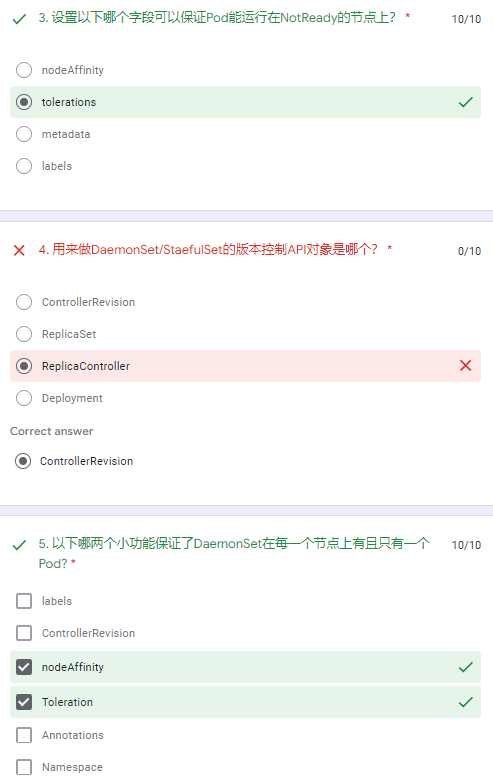 3. 设置以下哪个字段可以保证Pod能运行在NotReady的节点上？ *
10/10
nodeAffinity
tolerations
metadata
labels
4. 用来做DaemonSet/StaefulSet的版本控制API对象是哪个？ *
0/10
ControllerRevision
ReplicaSet
ReplicaController
Deployment
Correct answer
ControllerRevision
5. 以下哪两个小功能保证了DaemonSet在每一个节点上有且只有一个
10/10
Pod? *
labels
ControllerRevision
nodeAffinity
Toleration
Annotations
Namespace